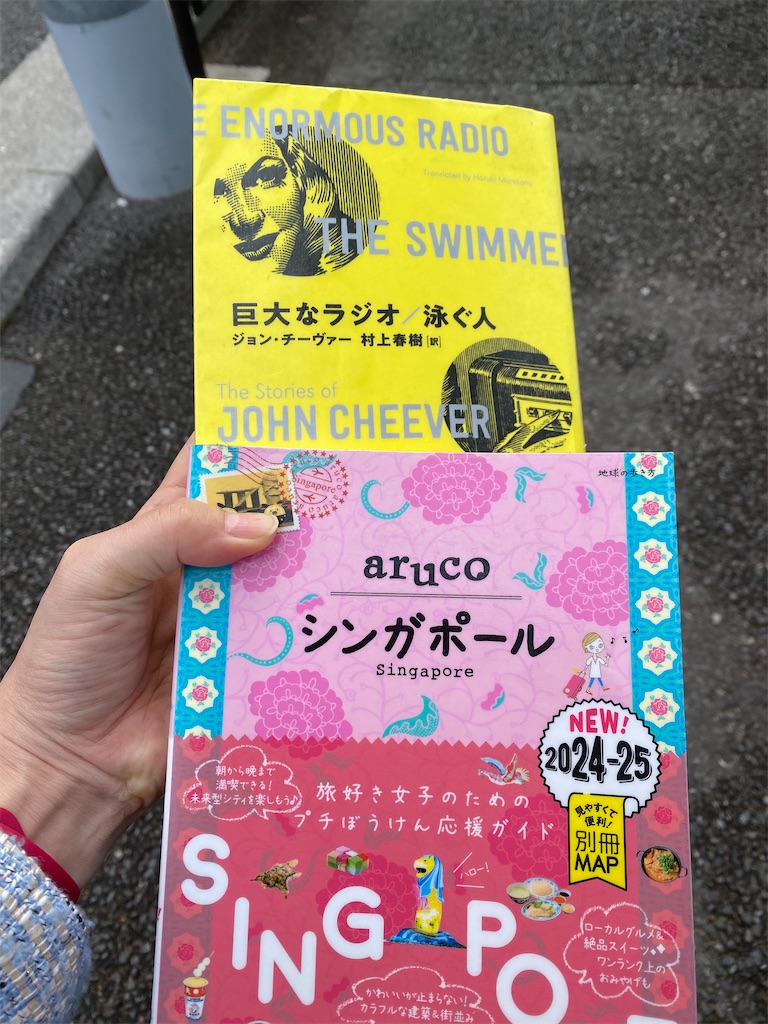 E ENORMOUS RADIO
Translated by Haruki Murakami
THE SWIMMER
巨大なラジオ／泳ぐ人
ジョン・チーヴァー 村上春樹[訳]
The Stories of
JOHN CHEEVER
地球の歩き方
aruco
Singapore
aruco
シンガポール
Singapore
NEW!
2024-25
見やすくて
便利!
別冊
MAP
朝から晩まで
満喫できる!
未来型シティを楽しもう♪
旅好き女子のための
プチぼうけん応援ガイド
ハロー!
SINGPO
ローカルグルメ&
絶品スイーツ
ワンランク上の
おみやげも
かわいいが止まらない!
カラフルな建築&街並み